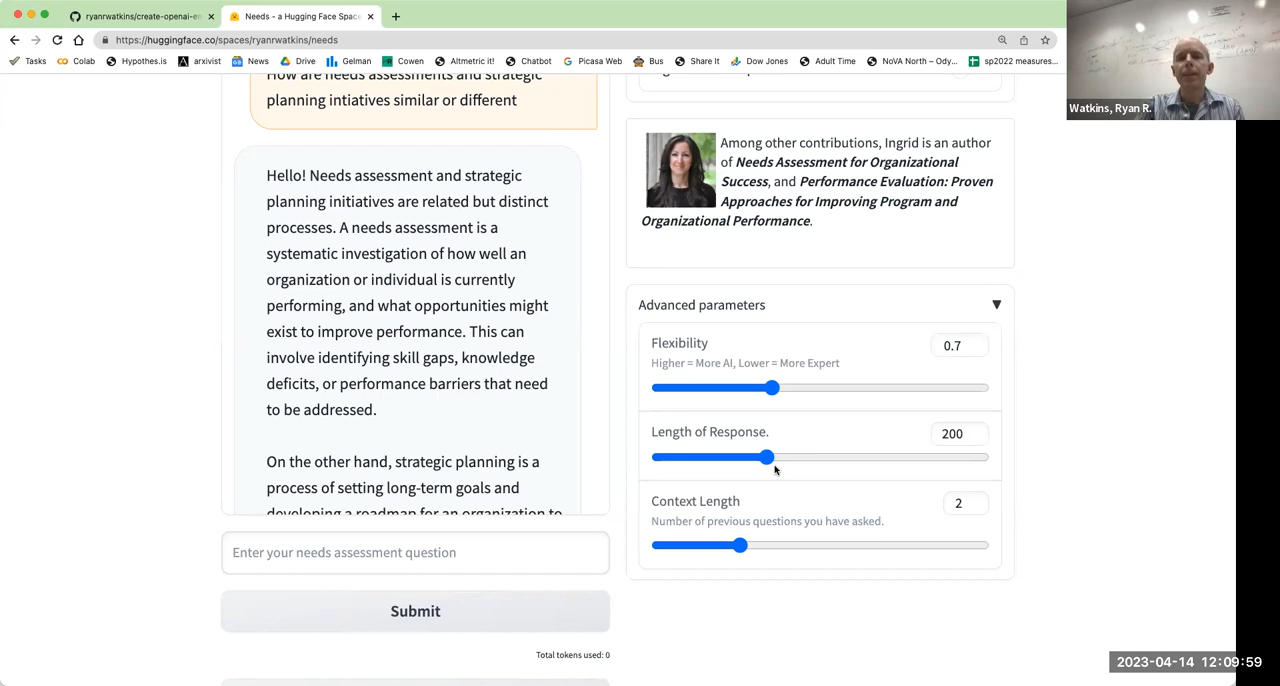 ryanrwatkins/create-openai-em
Needs - a Hugging Face Space
https://huggingface.co/spaces/ryanrwatkins/needs
Tasks
Colab
Hypothes.is
arxivist
News
Drive
Gelman
Cowen
Altmetric it!
Chatbot
Picasa Web
Bus
Share It
Dow Jones
Adult Time
NoVA North – Ody...
sp2022 measures...
Watkins, Ryan R.
How are needs assessments and strategic
planning intiatives similar or different
Hello! Needs assessment and strategic
planning initiatives are related but distinct
processes. A needs assessment is a
systematic investigation of how well an
organization or individual is currently
performing, and what opportunities might
exist to improve performance. This can
involve identifying skill gaps, knowledge
deficits, or performance barriers that need
to be addressed.
On the other hand, strategic planning is a
process of setting long-term goals and
developing a roadmap for an organization to
Enter your needs assessment question
Submit
Total tokens used: 0
Among other contributions, Ingrid is an author
of Needs Assessment for Organizational
Success, and Performance Evaluation: Proven
Approaches for Improving Program and
Organizational Performance.
Advanced parameters
Flexibility
0.7
Higher = More AI, Lower = More Expert
Length of Response.
200
Context Length
2
Number of previous questions you have asked.
2023-04-14 12:09:59